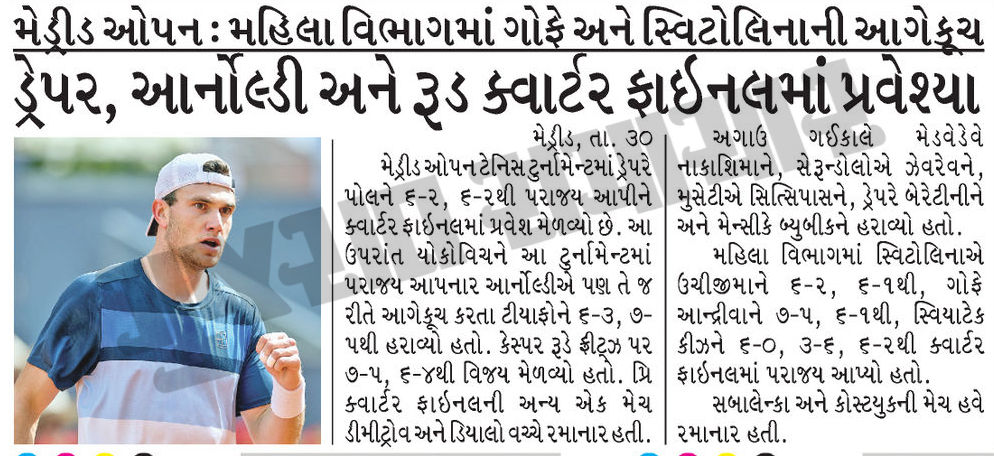 મેડ્રીડ ઓપન : મહિલા વિભાગમાં ગોફે અને સ્વિટોલિનાની આગેકૂચ
ડ્રેપર, આર્નોલ્ડી અને રૂડ ક્વાર્ટર ફાઇનલમાં પ્રવેશ્યા
મેડ્રીડ, તા. ૩૦
મેડ્રીડ ઓપન ટેનિસ ટુર્નામેન્ટમાં ડ્રેપરે
પોલને ૬-૨, ૬-૨થી પરાજય આપીને
ક્વાર્ટર ફાઇનલમાં પ્રવેશ મેળવ્યો છે. આ
ઉપરાંત યોકોવિચને આ ટુર્નામેન્ટમાં
પરાજય આપનાર આર્નોલ્ડીએ પણ તે જ
રીતે આગેકૂચ કરતા ટીયાફોને ૬-૩, ૭-
૫થી હરાવ્યો હતો. કેસ્પર રૂડે ફ્રીટ્ઝ પર
૭-૫, ૬-૪થી વિજય મેળવ્યો હતો. પ્રિ
ક્વાર્ટર ફાઇનલની અન્ય એક મેચ
ડીમીટ્રોવ અને ડિયાલો વચ્ચે રમાનાર હતી.
અગાઉ ગઈકાલે મેડવેડેવે
નાકાશિમાને, સેરૂન્ડોલોએ ઝેવરેવને,
મુસેટીએ સિત્સિપાસને, ડ્રેપરે બેરેટીનીને
અને મેન્સીકે બ્યુબીકને હરાવ્યો હતો.
મહિલા વિભાગમાં સ્વિટોલિનાએ
ઉચીજીમાને ૬-૨, ૬-૧થી, ગોફે
આન્દ્રીવાને ૭-૫, ૬-૧થી, સ્વિયાટેક
કીઝને ૬-૦, ૩-૬, ૬-૨થી ક્વાર્ટર
ફાઇનલમાં પરાજય આપ્યો હતો.
સબાલેન્કા અને કોસ્ટયુકની મેચ હવે
રમાનાર હતી.